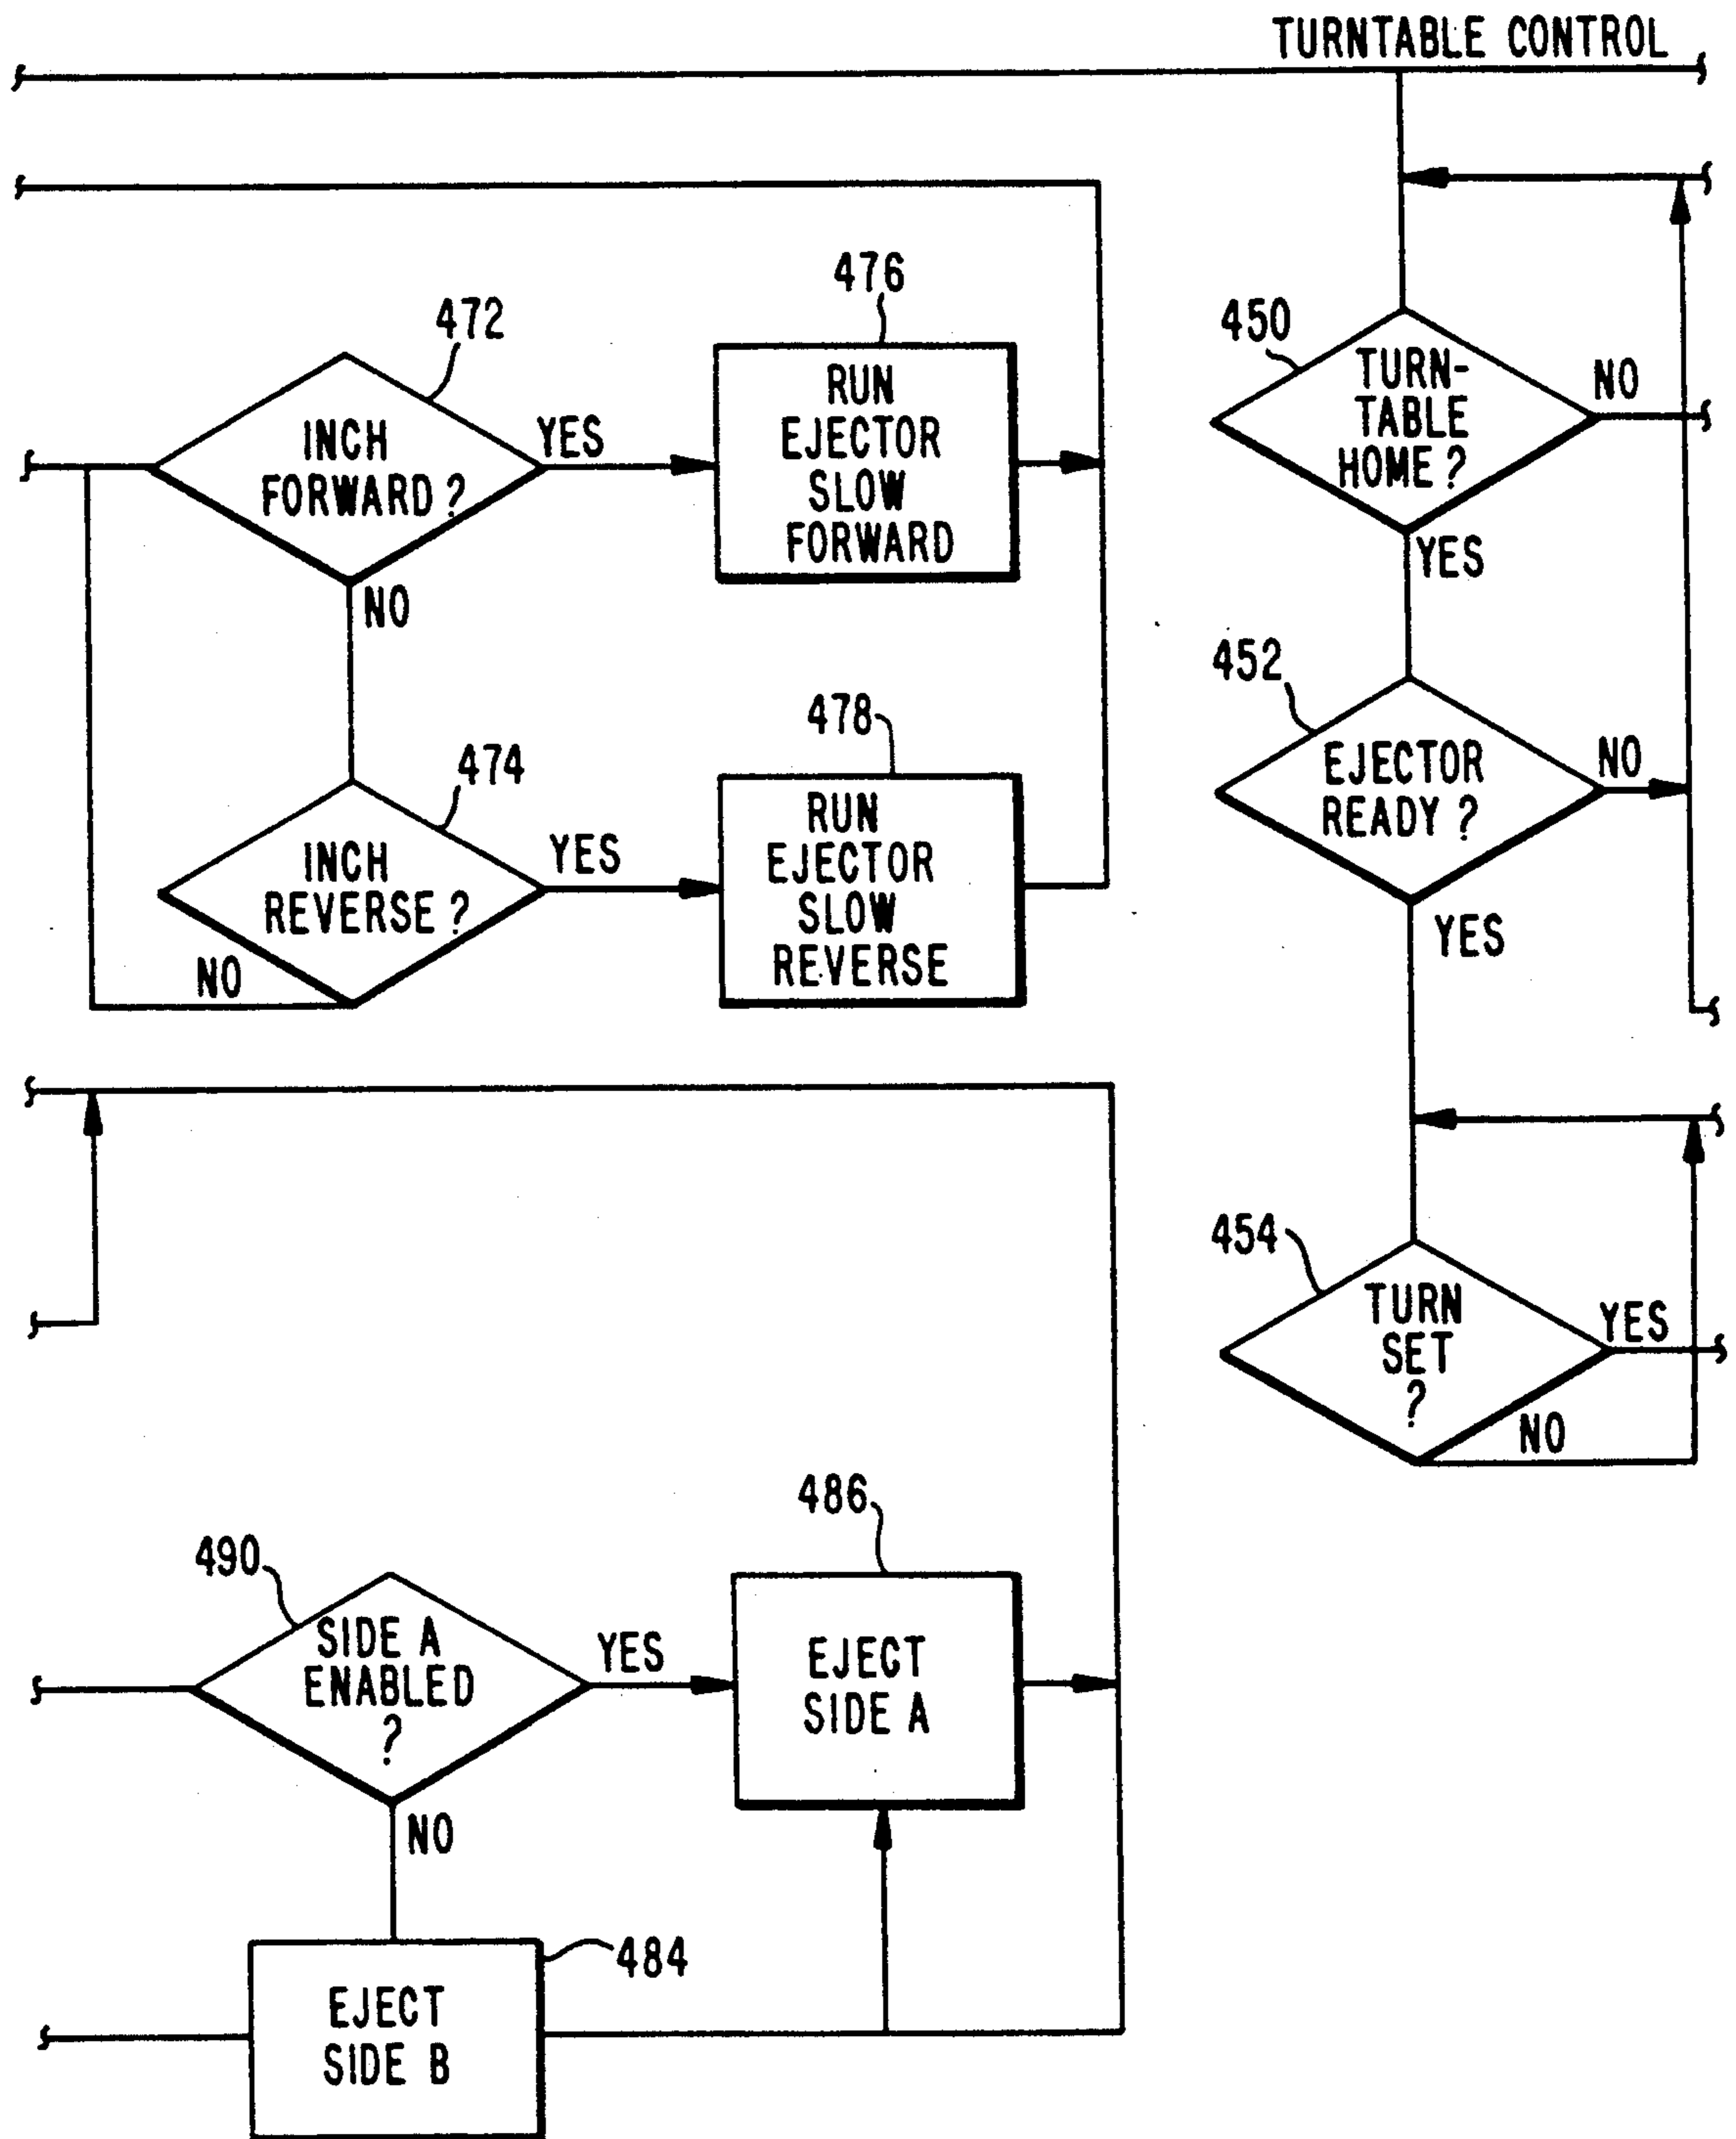 TURNTABLE CONTROL
472
INCH
FORWARD?
YES
NO
476
RUN
EJECTOR
SLOW
FORWARD
474
INCH
REVERSE?
YES
NO
478
RUN
EJECTOR
SLOW
REVERSE
450
TURN-
TABLE
HOME?
NO
YES
452
EJECTOR
READY?
NO
YES
454
TURN
SET
?
YES
NO
490
SIDE A
ENABLED
?
YES
NO
486
EJECT
SIDE A
484
EJECT
SIDE B